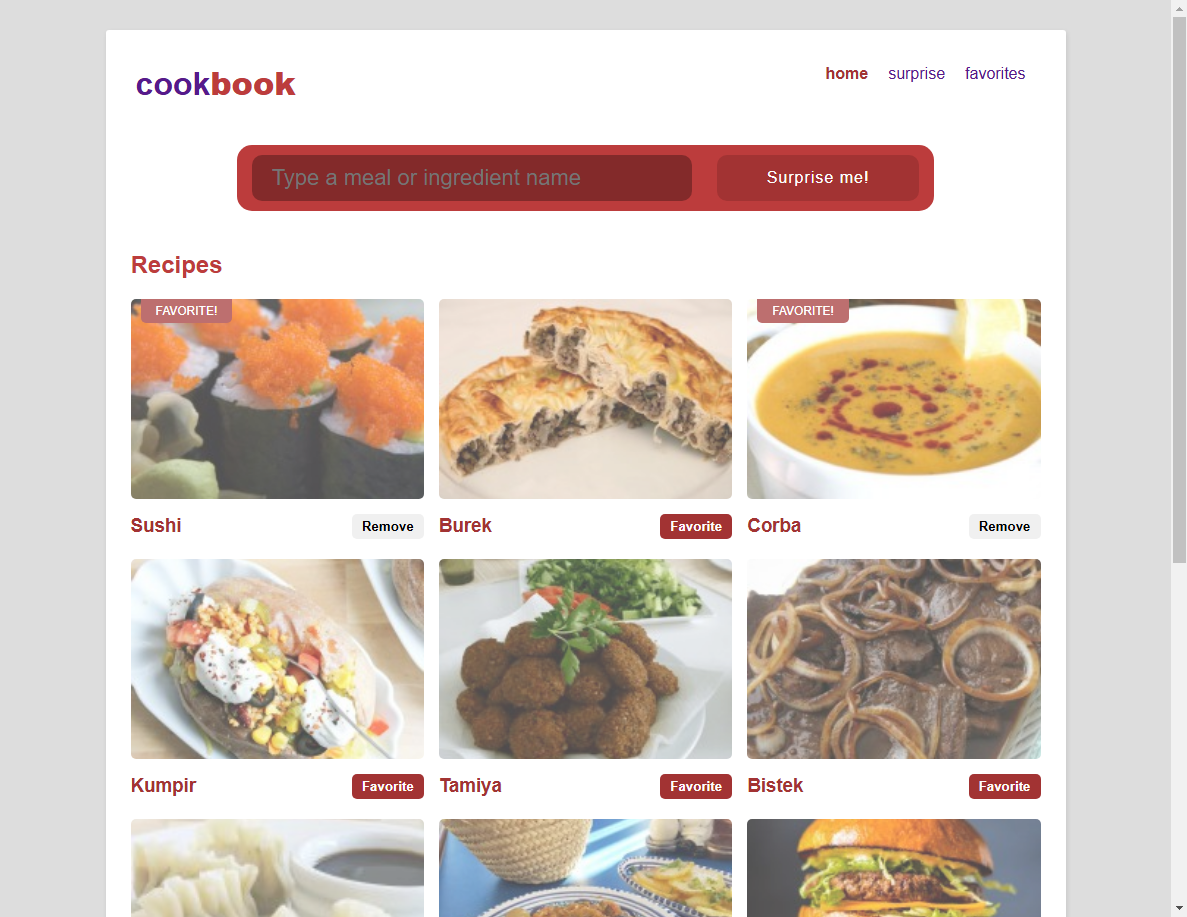 cookbook
home surprise favorites
Type a meal or ingredient name
Surprise me!
Recipes
FAVORITE!
FAVORITE!
Sushi
Remove
Burek
Favorite
Corba
Remove
Kumpir
Favorite
Tamiya
Favorite
Bistek
Favorite